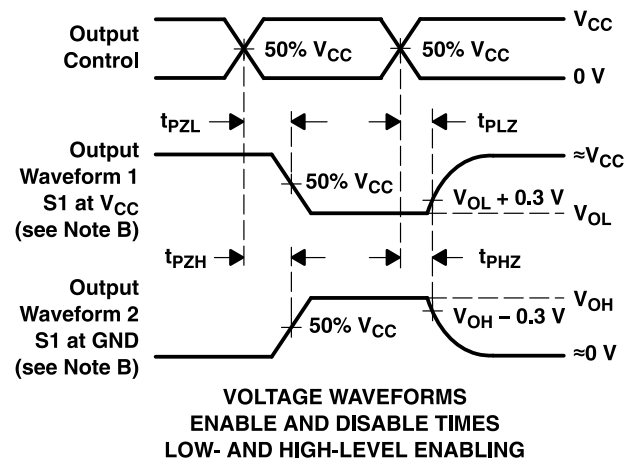 Output
Control
50% VCC
50% VCC
VCC
0 V
tPZL
tPLZ
Output
Waveform 1
S1 at VCC
(see Note B)
50% VCC
VOL + 0.3 V
≈VCC
VOL
tPZH
tPHZ
Output
Waveform 2
S1 at GND
(see Note B)
50% VCC
VOH − 0.3 V
VOH
≈0 V
VOLTAGE WAVEFORMS
ENABLE AND DISABLE TIMES
LOW- AND HIGH-LEVEL ENABLING